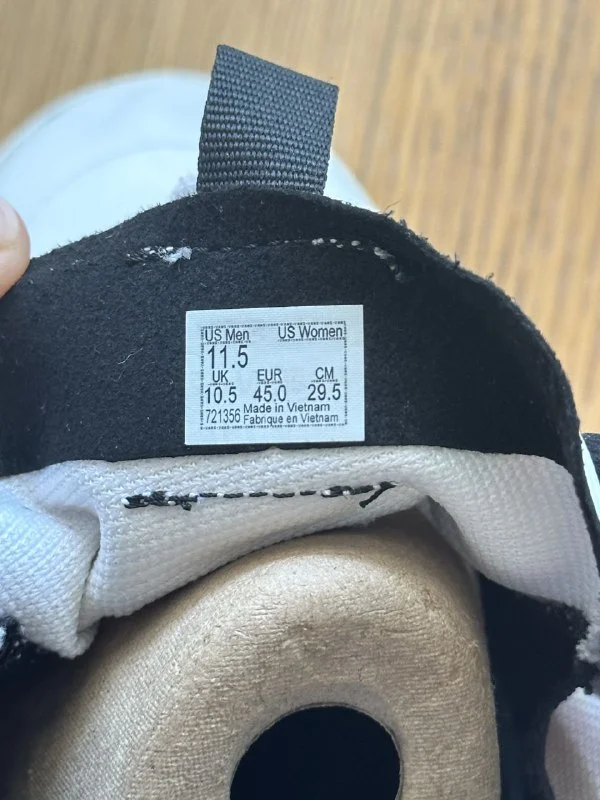 US Men US Women
11.5
UK EUR CM
10.5 45.0 29.5
721356 Made in Vietnam
Fabriqué en Vietnam